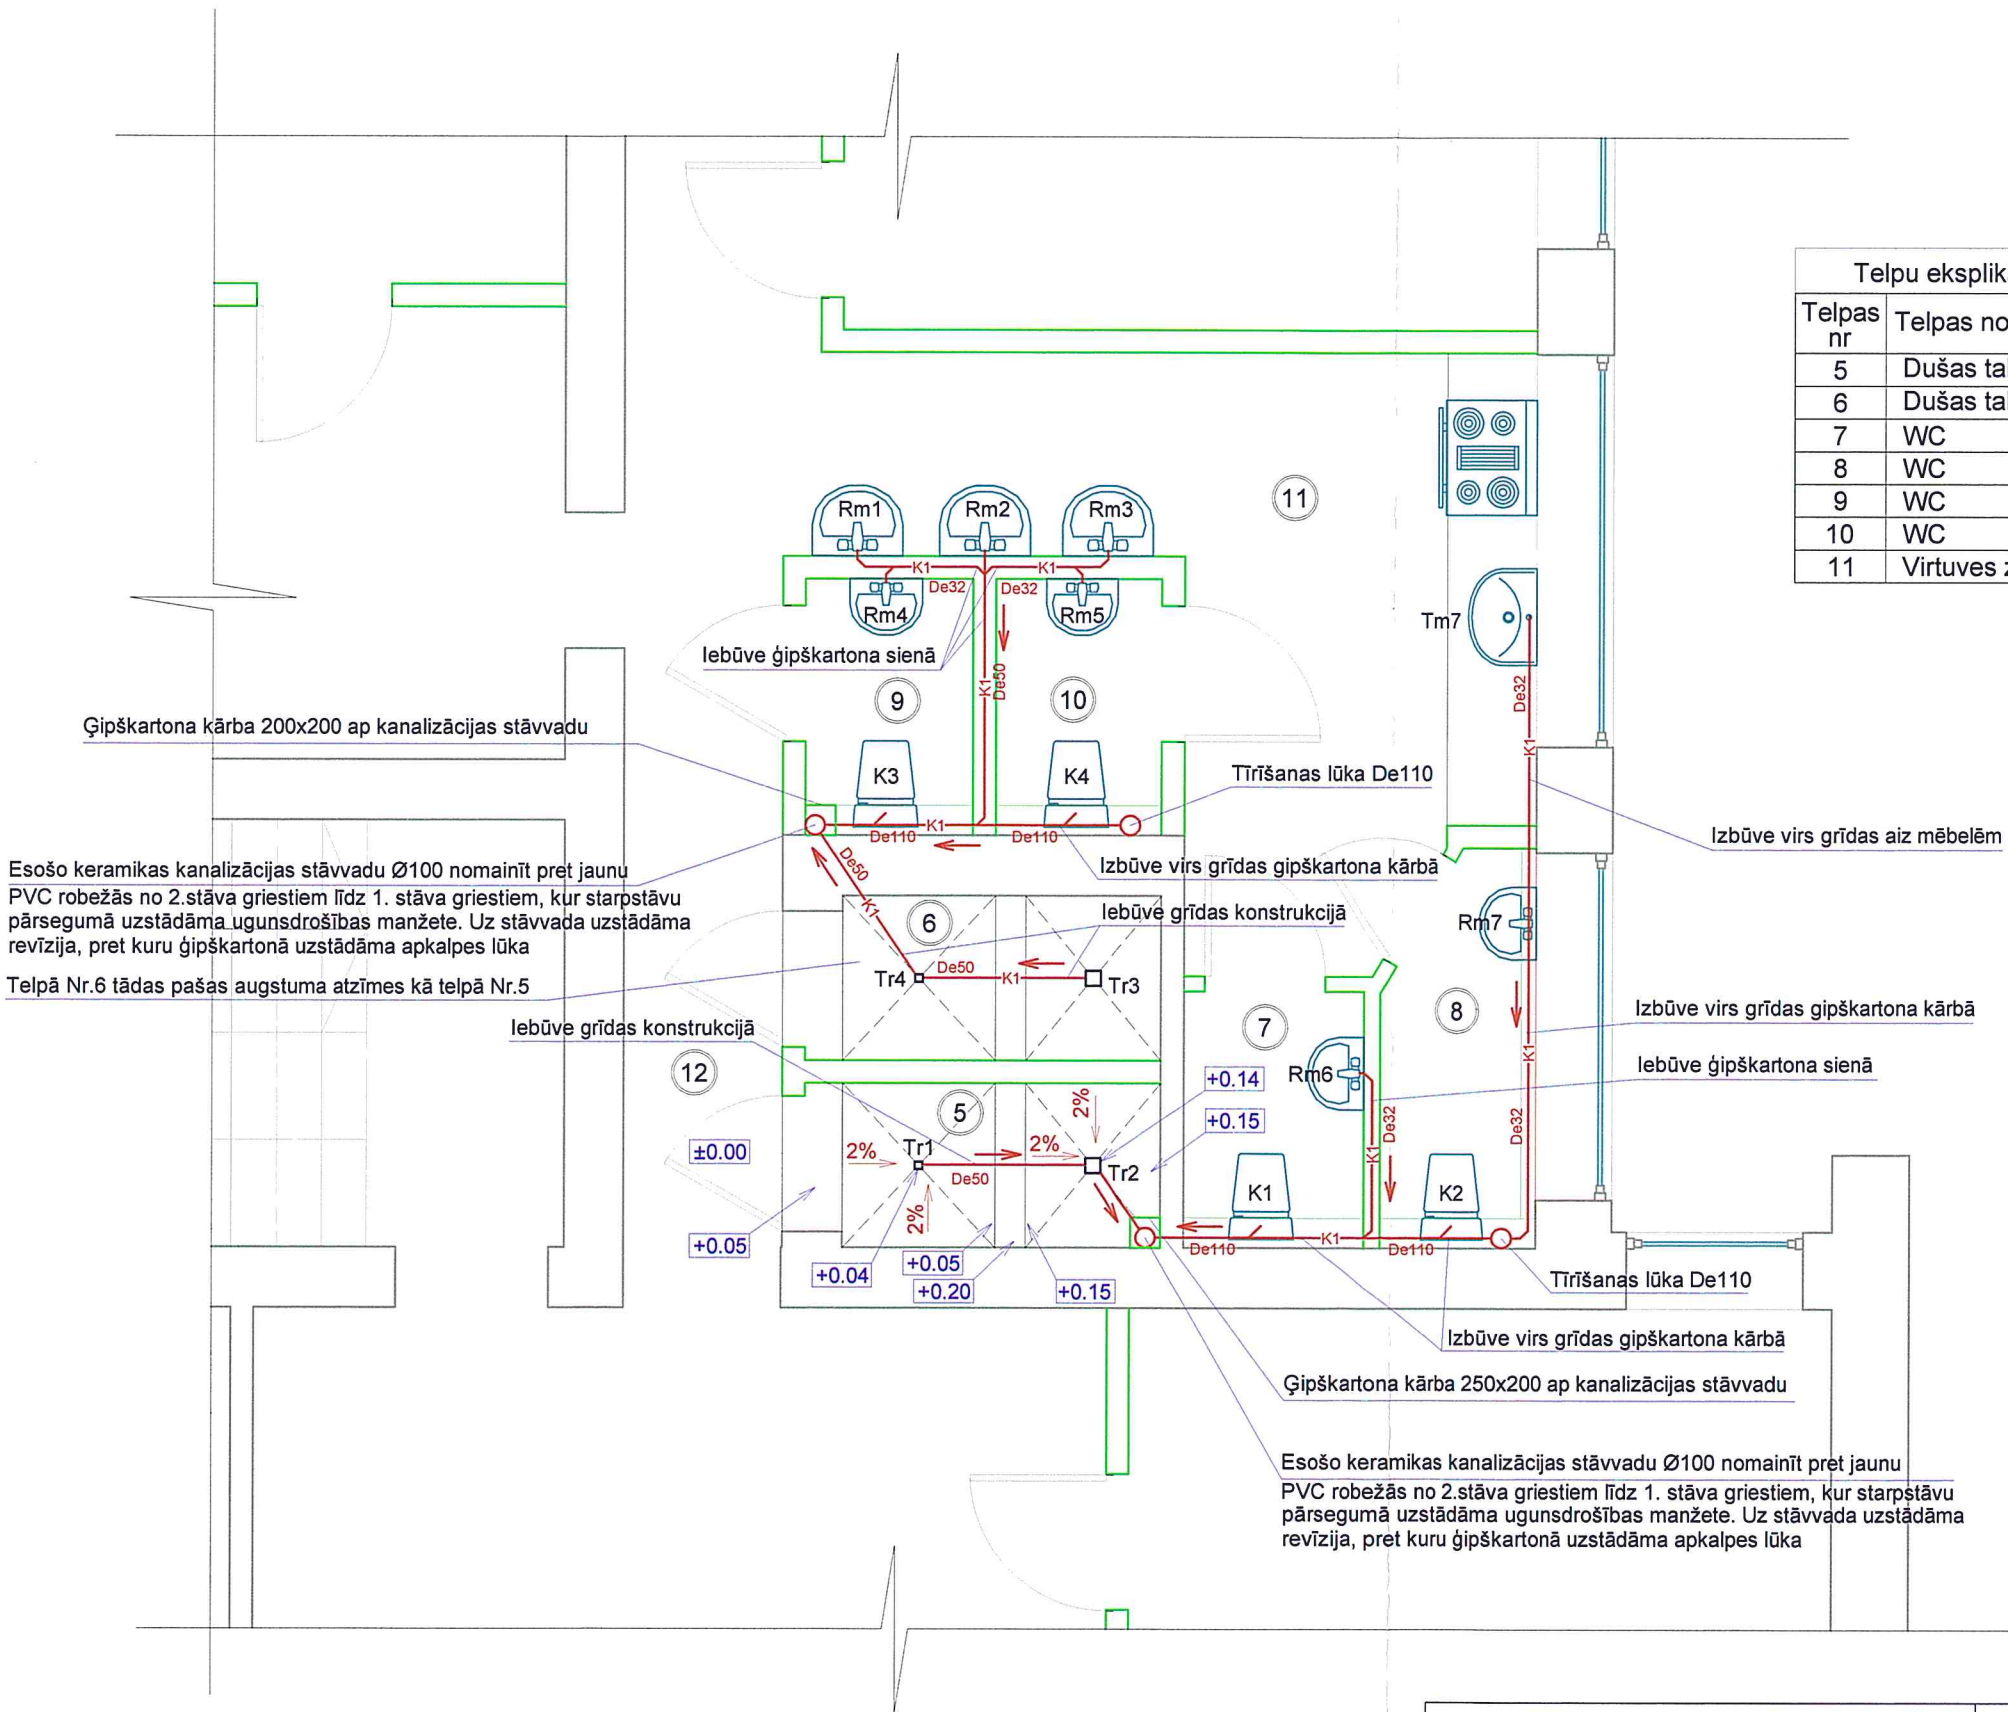 Telpu eksplik
Telpas nr
Telpas no
5 Dušas ta
6 Dušas ta
7 WC
8 WC
9 WC
10 WC
11 Virtuves
Rm1
Rm2
Rm3
11
K1
K1
De32
De32
Rm4
Rm5
Tm7
Iebūve ģipškartona sienā
K1
De50
De32
9
10
Ģipškartona kārba 200x200 ap kanalizācijas stāvvadu
K1
K3
K4
Tīrīšanas lūka De110
K1
De110
De110
Izbūve virs grīdas aiz mēbelēm
Esošo keramikas kanalizācijas stāvvadu Ø100 nomainīt pret jaunu
PVC robežās no 2.stāva griestiem līdz 1. stāva griestiem, kur starpstāvu
pārsegumā uzstādāma ugunsdrošības manžete. Uz stāvvada uzstādāma
revīzija, pret kuru ģipškartonā uzstādāma apkalpes lūka
De50
K1
Izbūve virs grīdas gipškartona kārbā
6
Iebūve grīdas konstrukcijā
Rm7
Telpā Nr.6 tādas pašas augstuma atzīmes kā telpā Nr.5
De50
Tr4
K1
Tr3
Iebūve grīdas konstrukcijā
7
8
Izbūve virs grīdas gipškartona kārbā
K1
12
Rm6
+0.14
Iebūve ģipškartona sienā
5
2%
+0.15
De32
De32
±0.00
2%
Tr1
2%
K1
De50
Tr2
K1
K2
2%
+0.05
+0.04
+0.05
+0.20
+0.15
De110
K1
De110
Tīrīšanas lūka De110
Izbūve virs grīdas gipškartona kārbā
Ģipškartona kārba 250x200 ap kanalizācijas stāvvadu
Esošo keramikas kanalizācijas stāvvadu Ø100 nomainīt pret jaunu
PVC robežās no 2.stāva griestiem līdz 1. stāva griestiem, kur starpstāvu
pārsegumā uzstādāma ugunsdrošības manžete. Uz stāvvada uzstādāma
revīzija, pret kuru ģipškartonā uzstādāma apkalpes lūka